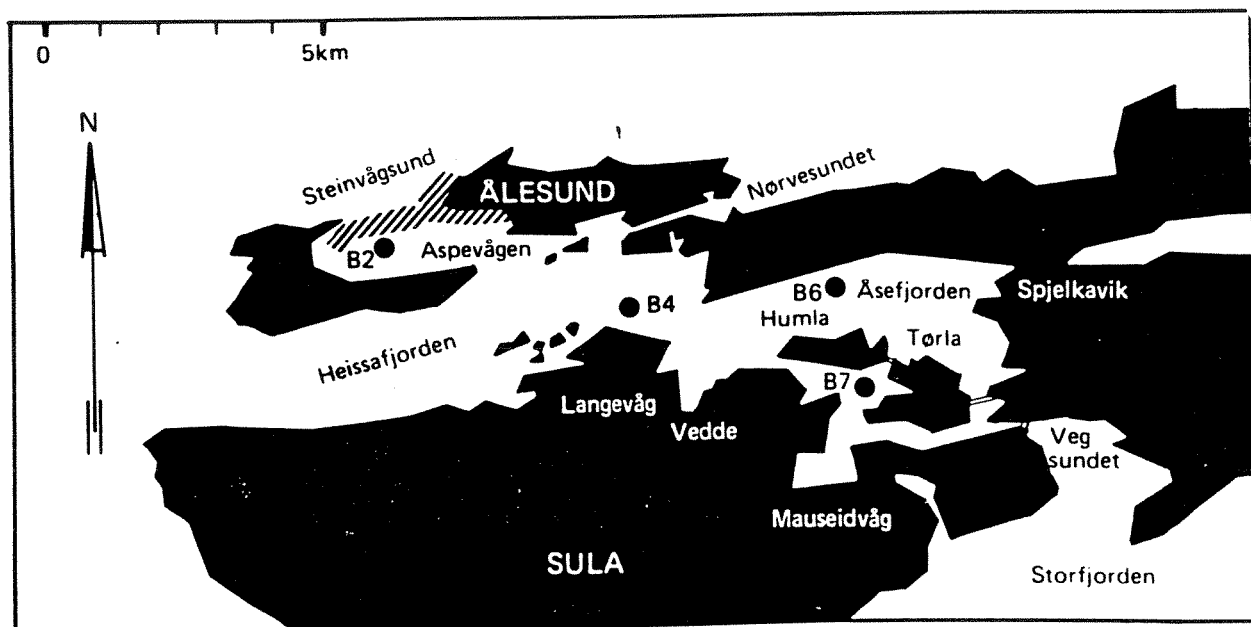 0 5km
N
Steinvågsund
ÅLESUND
Nørvesundet
B2
Aspevågen
B4
B6
Åsefjorden
Spjelkavik
Humla
Tørla
Heissafjorden
B7
Langevåg
Vedde
Veg
sundet
Mauseidvåg
SULA
Storfjorden